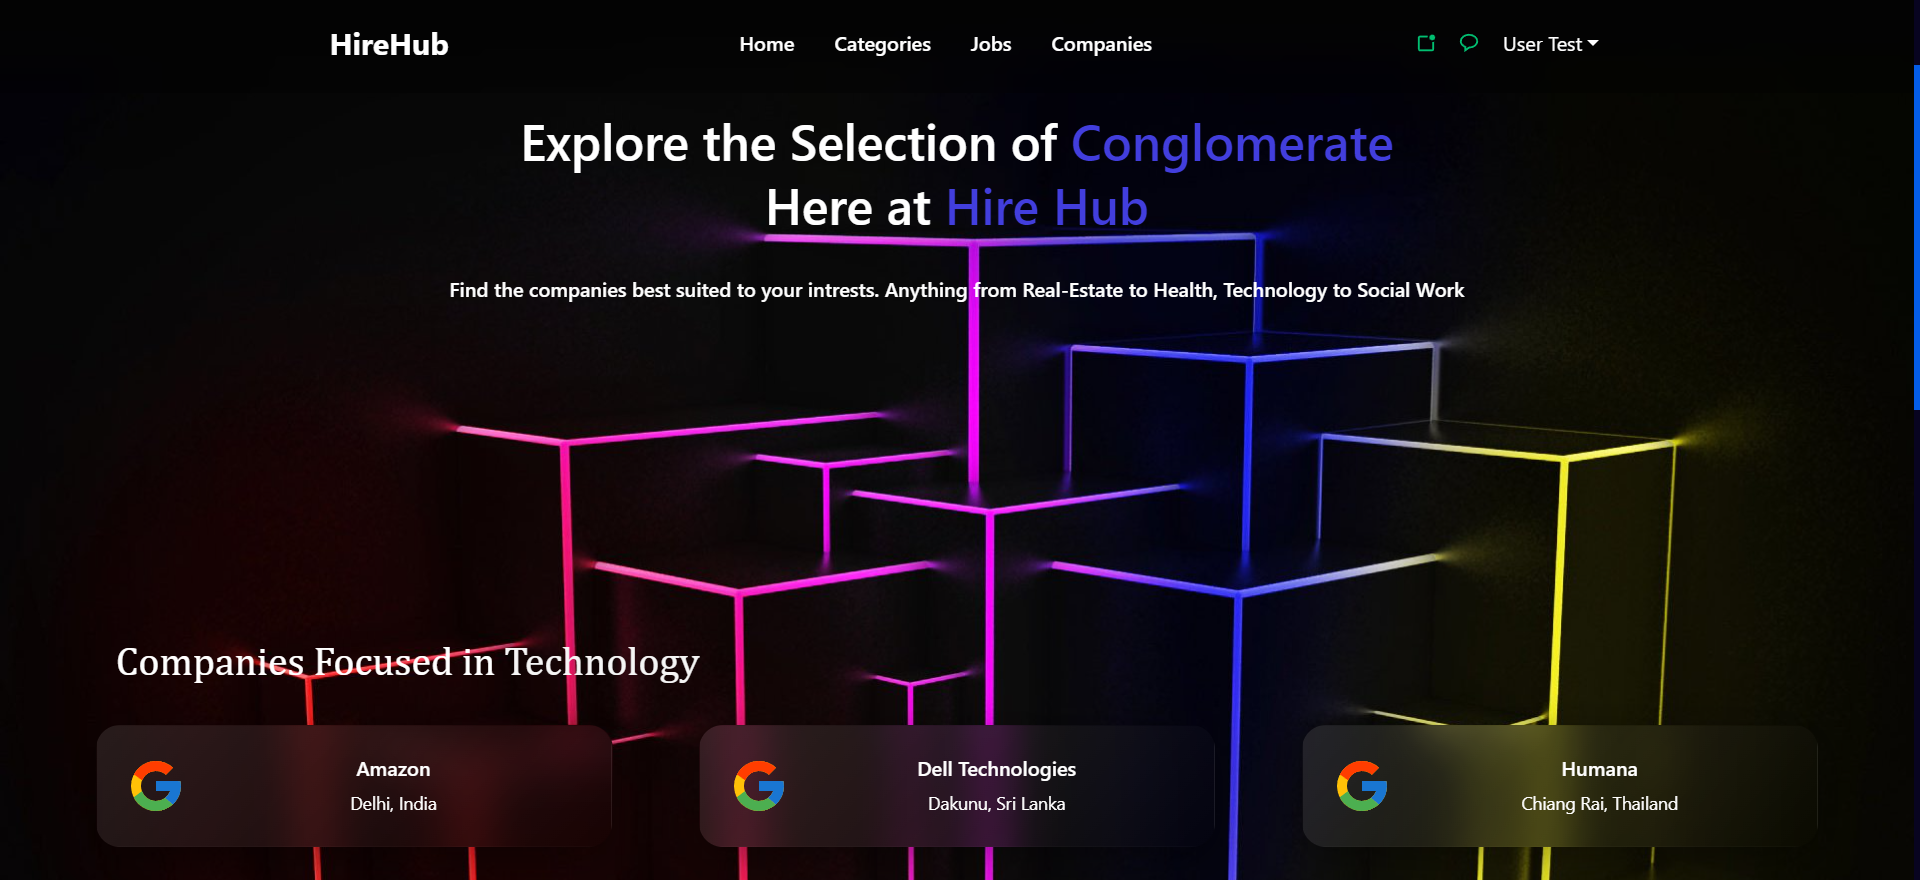 HireHub
Home Categories Jobs Companies
User Test
Explore the Selection of Conglomerate
Here at Hire Hub
Find the companies best suited to your intrests. Anything from Real-Estate to Health, Technology to Social Work
Companies Focused in Technology
Amazon
Delhi, India
Dell Technologies
Dakunu, Sri Lanka
Humana
Chiang Rai, Thailand